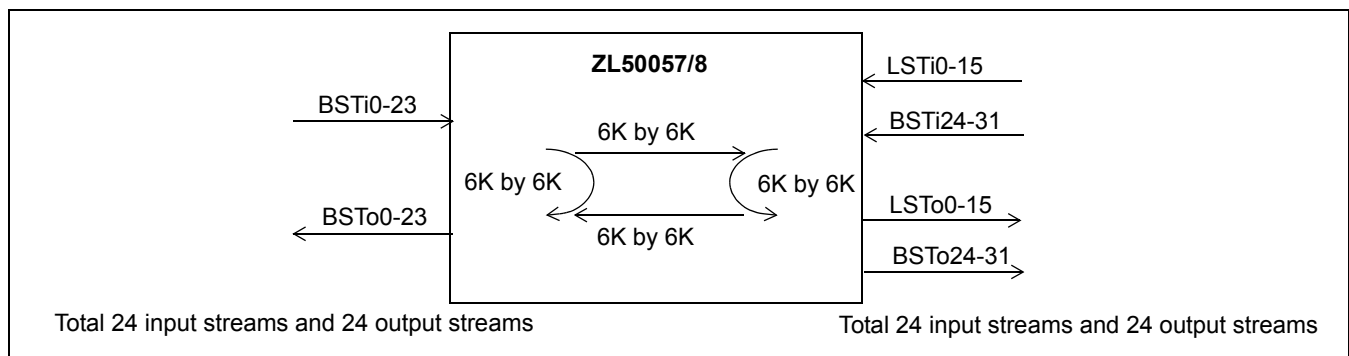 ZL50057/8
LSTi0-15
BSTi0-23
BSTi24-31
6K by 6K
6K by 6K
6K by 6K
LSTo0-15
BSTo0-23
6K by 6K
BSTo24-31
Total 24 input streams and 24 output streams
Total 24 input streams and 24 output streams